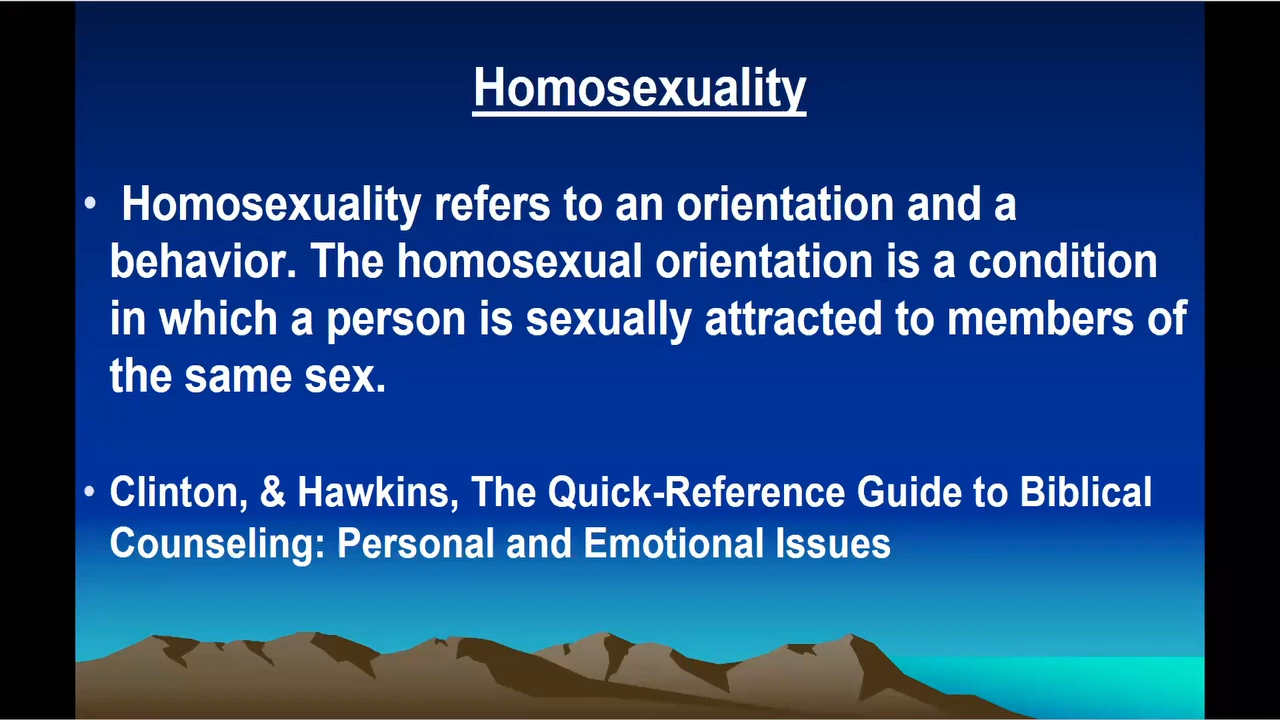 Homosexuality
• Homosexuality refers to an orientation and a
behavior. The homosexual orientation is a condition
in which a person is sexually attracted to members of
the same sex.
• Clinton, & Hawkins, The Quick-Reference Guide to Biblical
Counseling: Personal and Emotional Issues